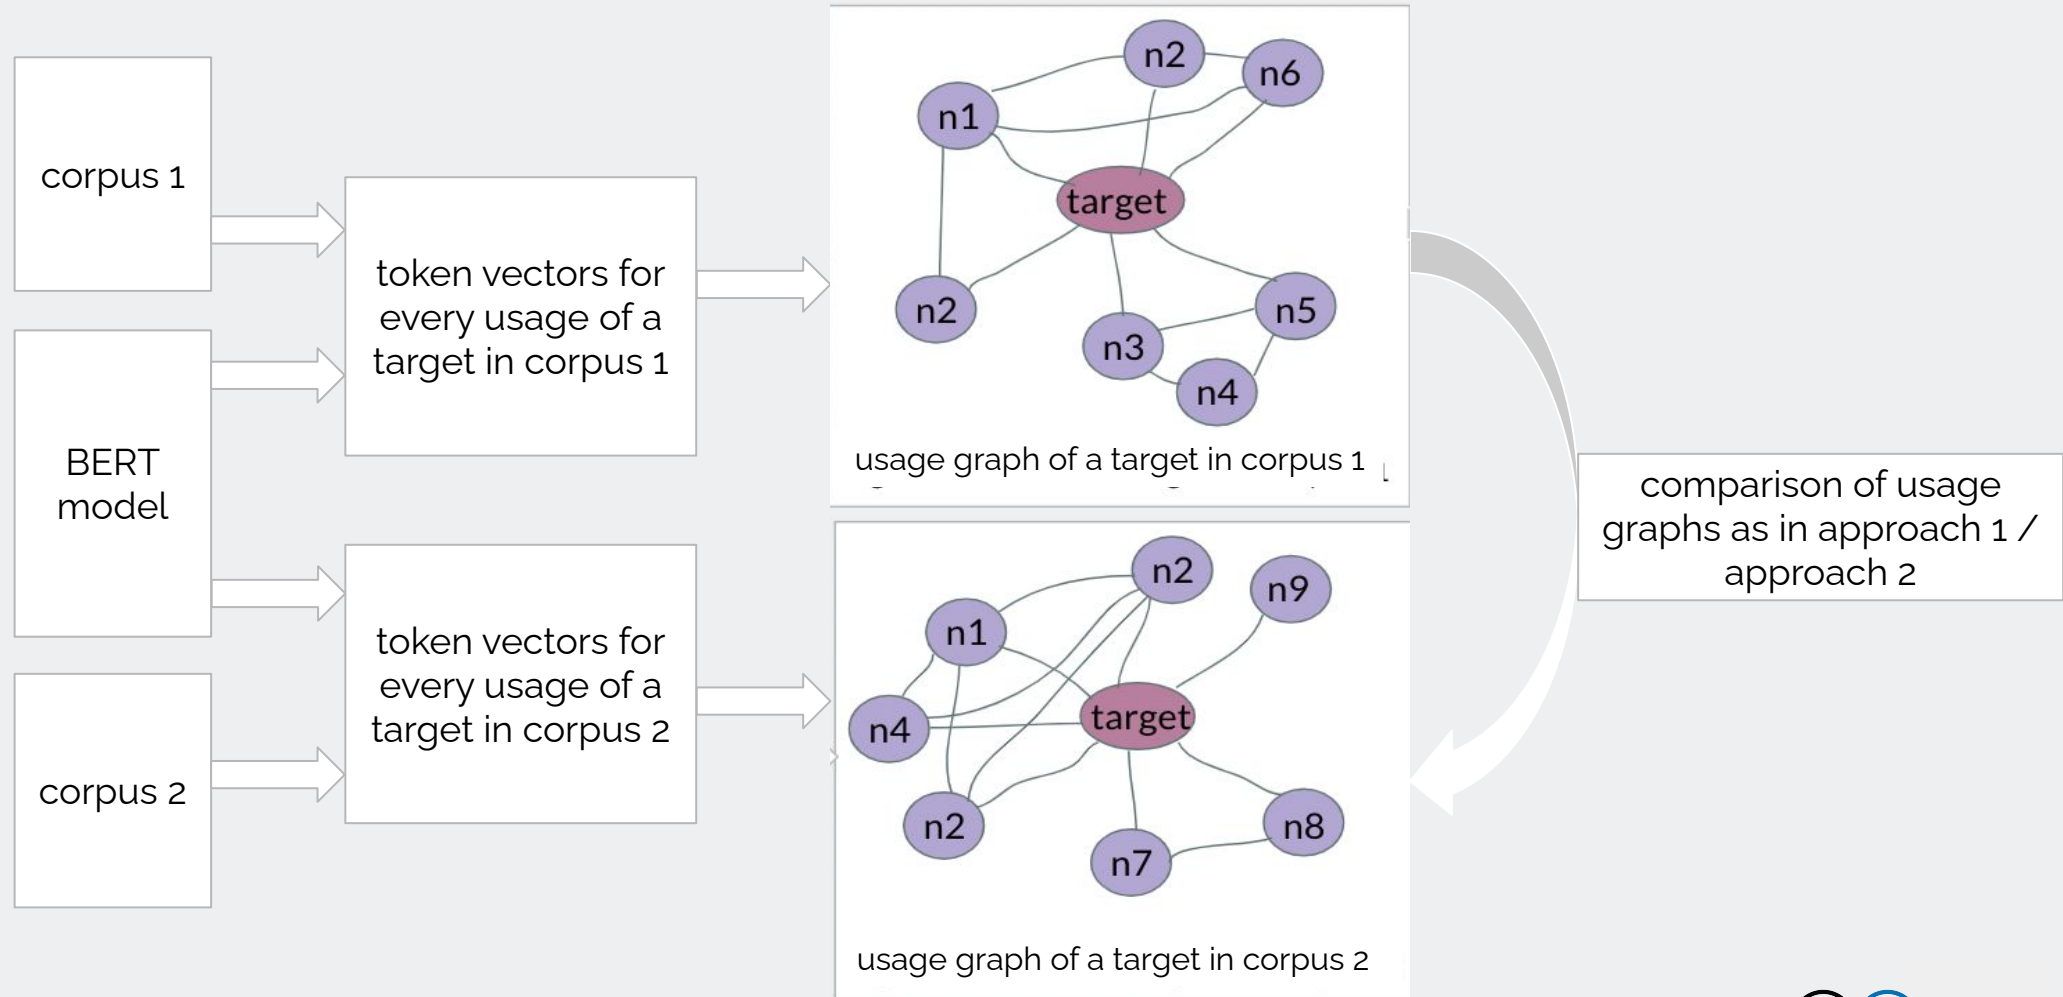 corpus 1
BERT
model
corpus 2
token vectors for
every usage of a
target in corpus 1
token vectors for
every usage of a
target in corpus 2
n2
n6
n1
target
n2
n5
n3
n4
usage graph of a target in corpus 1
n2
n9
n1
n4
target
n2
n8
n7
usage graph of a target in corpus 2
comparison of usage
graphs as in approach 1 /
approach 2